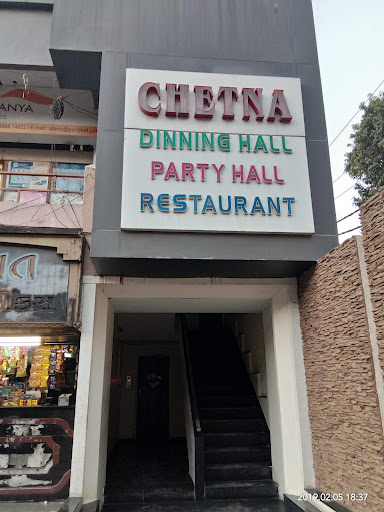 ANYA
CHETNA
DINNING HALL
PARTY HALL
RESTAURANT
2019.02.05 18:37